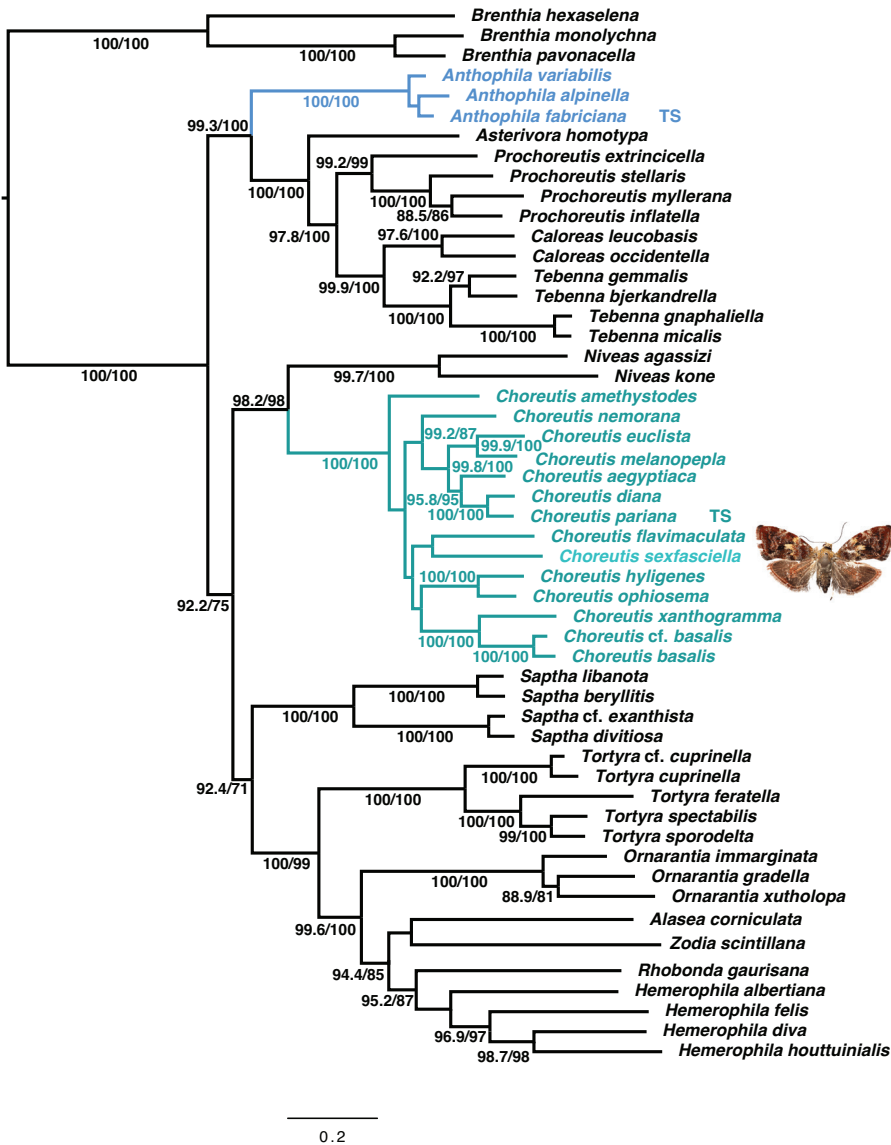 Brenthia hexaselena
Brenthia monolychna
100/100
100/100
Brenthia pavonacella
Anthophila variabilis
Anthophila alpinella
100/100
Anthophila fabriciana TS
99.3/100
Asterivora homotypa
Prochoreutis extrincicella
99.2/99
Prochoreutis stellaris
100/100
100/100
Prochoreutis myllerana
88.5/86
Prochoreutis inflatella
97.8/100
97.6/100
Caloreas leucobasis
Caloreas occidentella
92.2/97
Tebenna gemmalis
99.9/100
Tebenna bjerkandrella
100/100
Tebenna gnaphaliella
100/100
Tebenna micalis
Niveas agassizi
100/100
99.7/100
Niveas kone
98.2/98
Choreutis amethystodes
Choreutis nemorana
99.2/87
Choreutis euclista
99.9/100
100/100
Choreutis melanopepla
99.8/100
Choreutis aegyptiaca
95.8/95
Choreutis diana
100/100
Choreutis pariana TS
Choreutis flavimaculata
Choreutis sexfasciella
100/100
Choreutis hyligenes
Choreutis ophiosema
92.2/75
Choreutis xanthogramma
100/100
Choreutis cf. basalis
100/100
Choreutis basalis
Saptha libanota
100/100
Saptha beryllitis
100/100
Saptha cf. exanthista
100/100
Saptha divitiosa
Tortyra cf. cuprinella
100/100
Tortyra cuprinella
92.4/71
Tortyra feratella
100/100
Tortyra spectabilis
100/100
99/100
Tortyra sporodelta
Ornarantia immarginata
100/99
100/100
Ornarantia gradella
88.9/81
Ornarantia xutholopa
Alasea corniculata
99.6/100
Zodia scintillana
94.4/85
Rhobonda gaurisana
Hemerophila albertiana
95.2/87
Hemerophila felis
96.9/97
Hemerophila diva
98.7/98
Hemerophila houttuinialis
0.2